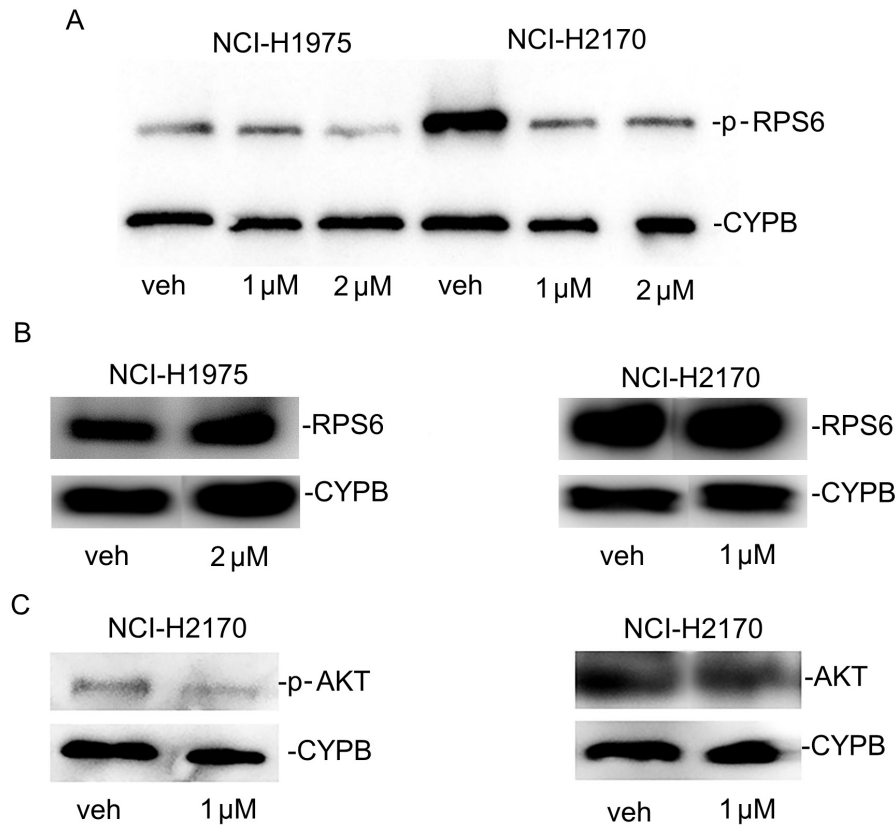 A
NCI-H1975 NCI-H2170
-p-RPS6
-CYPB
veh 1 µM 2 µM veh 1 µM 2 µM
B
NCI-H1975 NCI-H2170
-RPS6 -RPS6
-CYPB -CYPB
veh 2 µM veh 1 µM
C
NCI-H2170 NCI-H2170
-p-AKT -AKT
-CYPB -CYPB
veh 1 µM veh 1 µM